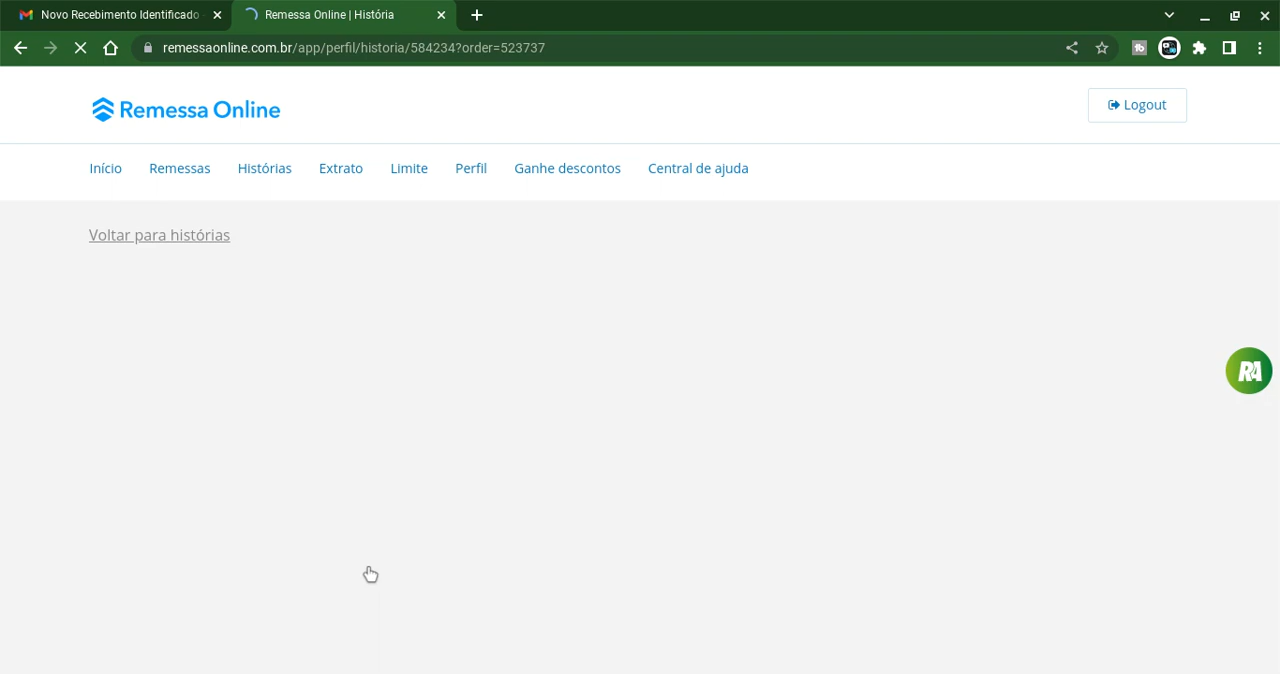 Novo Recebimento Identificado
Remessa Online | História
remessaonline.com.br/app/perfil/historia/584234?order=523737
Remessa Online
Logout
Início Remessas Histórias Extrato Limite Perfil Ganhe descontos Central de ajuda
Voltar para histórias
RA